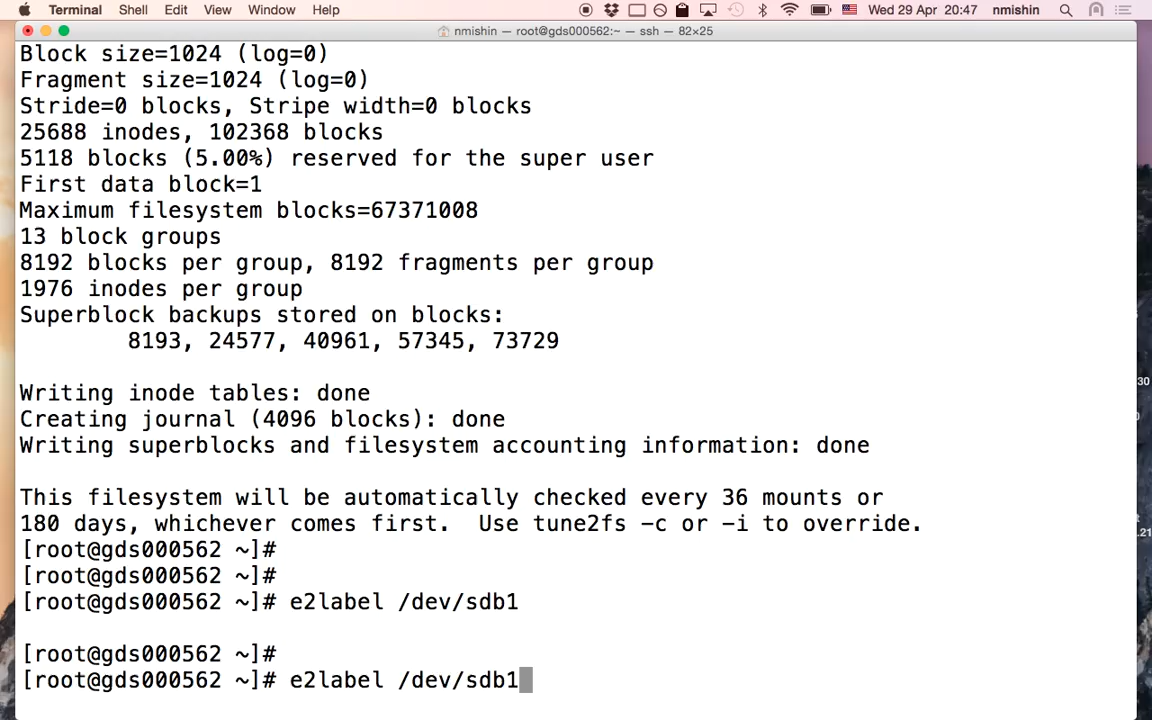 Terminal Shell Edit View Window Help Wed 29 Apr 20:47 nmishin
nmishin — root@gds000562:~ — ssh — 82×25
Block size=1024 (log=0)
Fragment size=1024 (log=0)
Stride=0 blocks, Stripe width=0 blocks
25688 inodes, 102368 blocks
5118 blocks (5.00%) reserved for the super user
First data block=1
Maximum filesystem blocks=67371008
13 block groups
8192 blocks per group, 8192 fragments per group
1976 inodes per group
Superblock backups stored on blocks:
8193, 24577, 40961, 57345, 73729
Writing inode tables: done
Creating journal (4096 blocks): done
Writing superblocks and filesystem accounting information: done
This filesystem will be automatically checked every 36 mounts or
180 days, whichever comes first.  Use tune2fs -c or -i to override.
[root@gds000562 ~]#
[root@gds000562 ~]#
[root@gds000562 ~]# e2label /dev/sdb1
[root@gds000562 ~]#
[root@gds000562 ~]# e2label /dev/sdb1